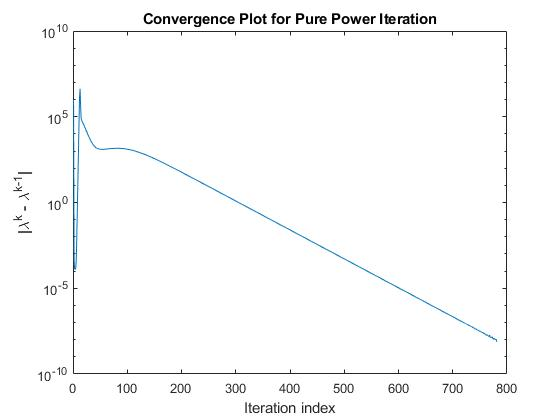 Convergence Plot for Pure Power Iteration
10^10
10^5
10^0
10^-5
10^-10
|λ^k - λ^k-1|
0 100 200 300 400 500 600 700 800
Iteration index